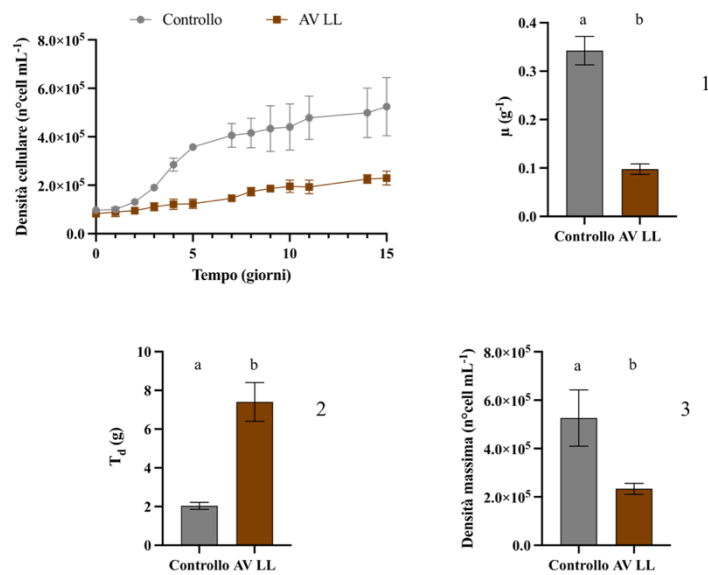 Controllo AV LL
Densità cellulare (n°cell mL⁻¹)
8.0×10⁵
6.0×10⁵
4.0×10⁵
2.0×10⁵
0.0
0 5 10 15
Tempo (giorni)
a b
μ (g⁻¹)
0.4
0.3
0.2
0.1
0.0
Controllo AV LL
1
a b
T_d (g)
10
8
6
4
2
0
Controllo AV LL
2
a b
Densità massima (n°cell mL⁻¹)
8.0×10⁵
6.0×10⁵
4.0×10⁵
2.0×10⁵
0.0
Controllo AV LL
3